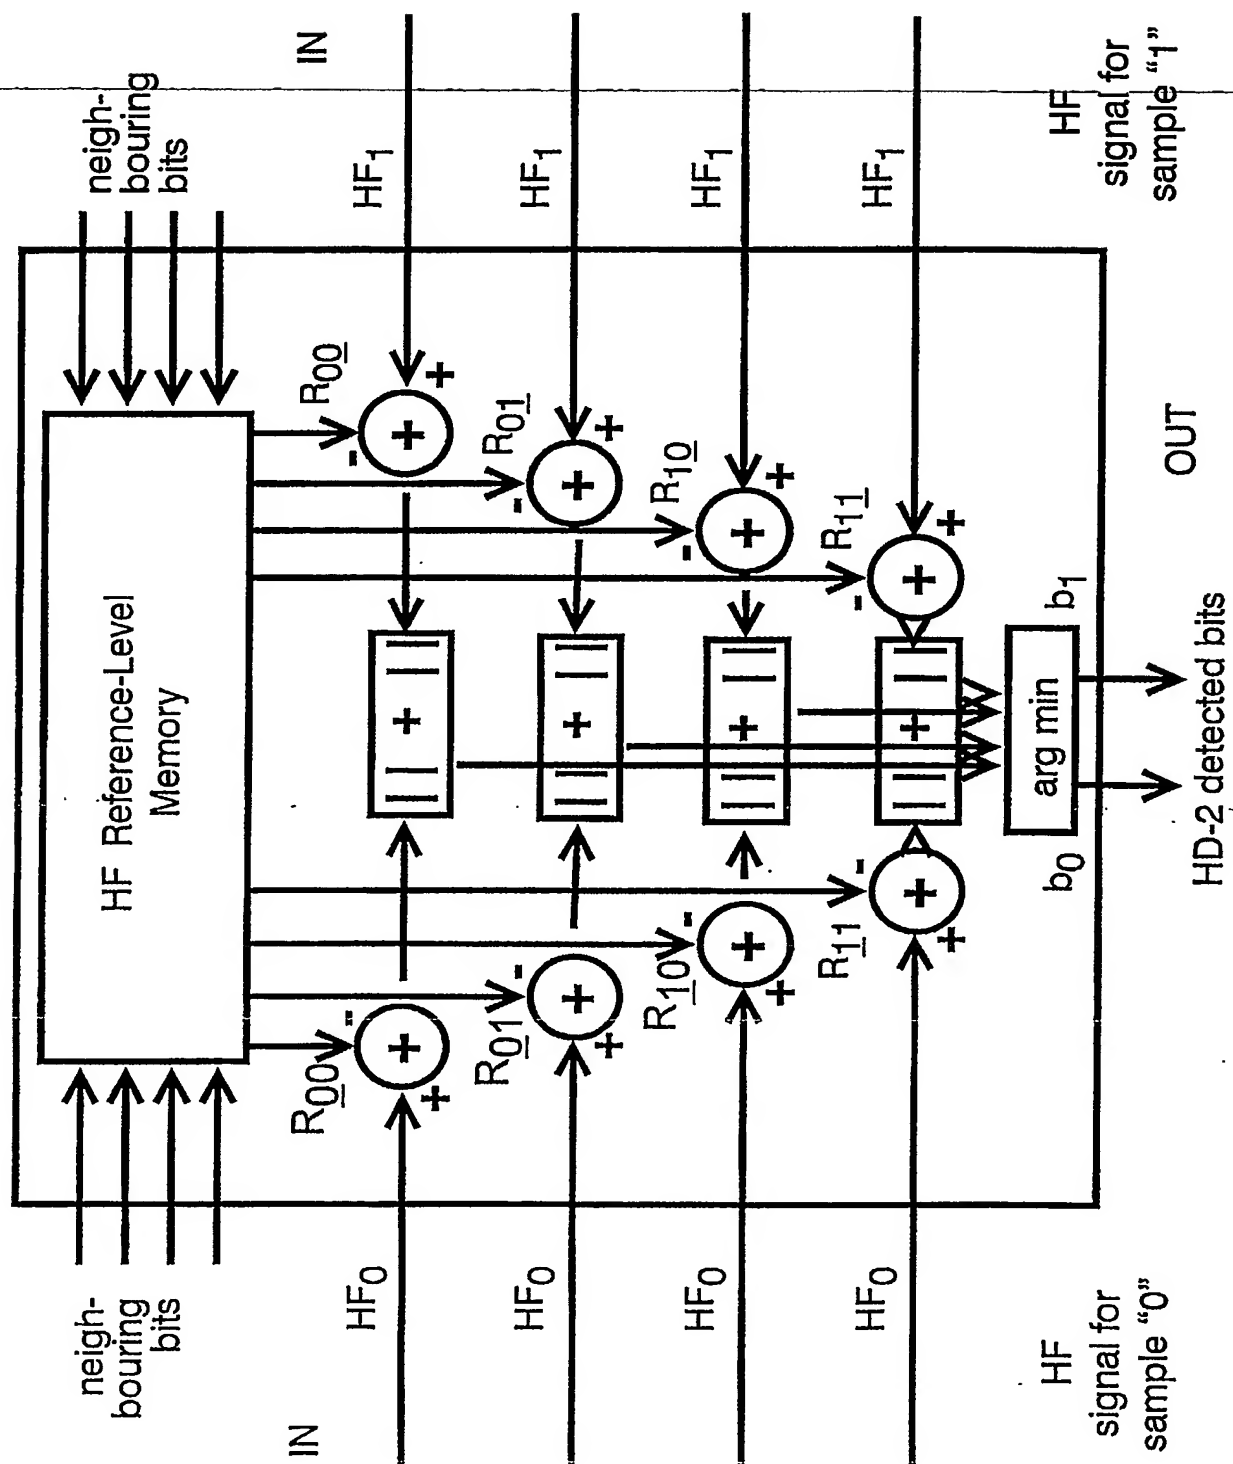 neigh-
bouring
bits
neigh-
bouring
bits
HF Reference-Level
Memory
IN
IN
R00
R00
HF0
HF1
+
-
+
+
-
+
|| + ||
R01
R01
HF0
HF1
+
-
+
+
-
+
|| + ||
R10
R10
HF0
HF1
+
-
+
+
-
+
|| + ||
R11
R11
HF0
HF1
+
-
+
+
-
+
|| + ||
arg min
b0
b1
HF
signal for
sample "0"
HF
signal for
sample "1"
OUT
HD-2 detected bits